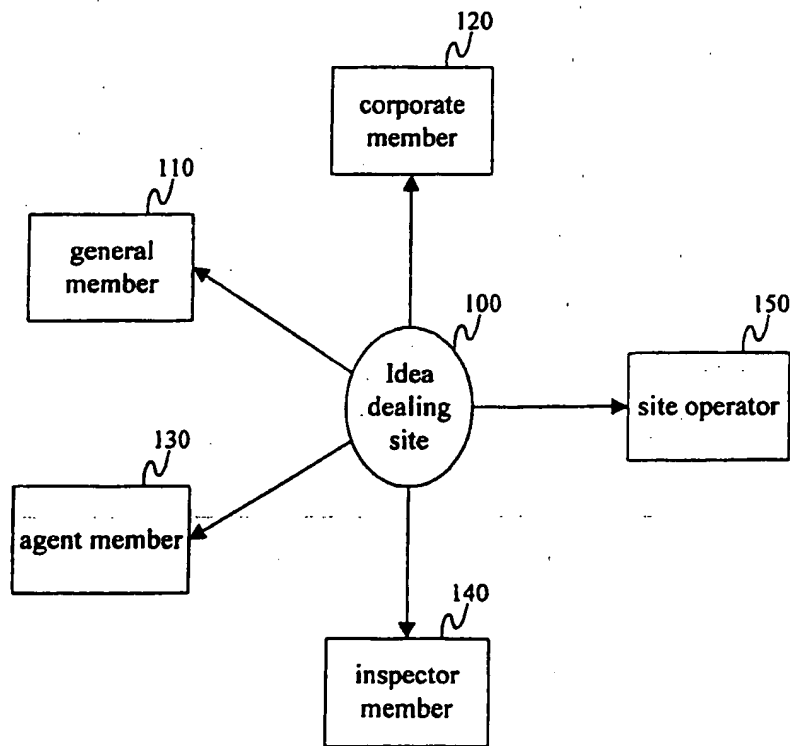 120
corporate
member
110
general
member
100
Idea
dealing
site
150
site operator
130
agent member
140
inspector
member